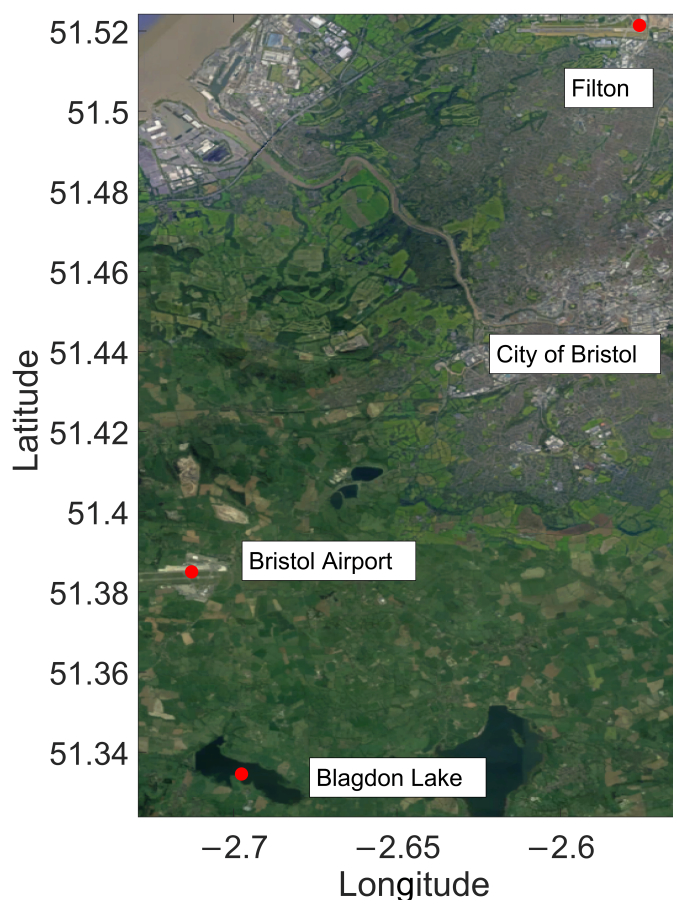 51.52
51.5
51.48
51.46
51.44
51.42
51.4
51.38
51.36
51.34
Latitude
Filton
City of Bristol
Bristol Airport
Blagdon Lake
−2.7
−2.65
−2.6
Longitude